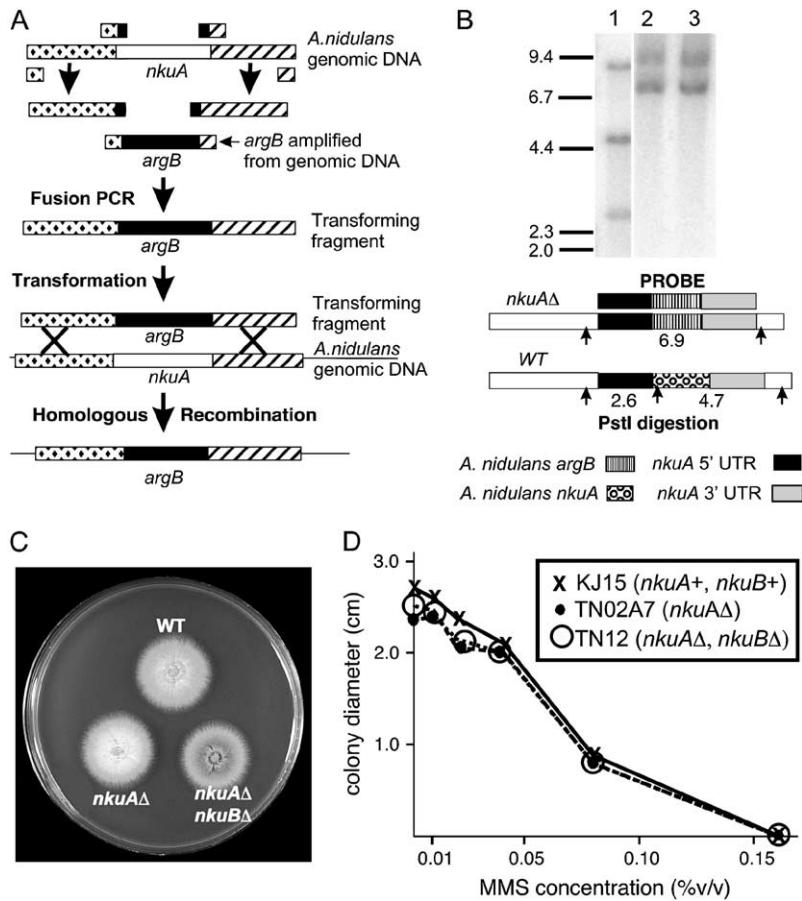 A
A.nidulans
genomic DNA
nkuA
argB amplified
from genomic DNA
argB
Fusion PCR
Transforming
fragment
argB
Transformation
Transforming
fragment
argB
A.nidulans
genomic DNA
nkuA
Homologous Recombination
argB
B
1 2 3
9.4
6.7
4.4
2.3
2.0
PROBE
nkuAΔ
6.9
WT
2.6 4.7
PstI digestion
A. nidulans argB nkuA 5' UTR
A. nidulans nkuA nkuA 3' UTR
C
WT
nkuAΔ
nkuAΔ
nkuBΔ
D
3.0
2.0
1.0
colony diameter (cm)
X KJ15 (nkuA+, nkuB+)
TN02A7 (nkuAΔ)
TN12 (nkuAΔ, nkuBΔ)
0.01 0.05 0.10 0.15
MMS concentration (%v/v)